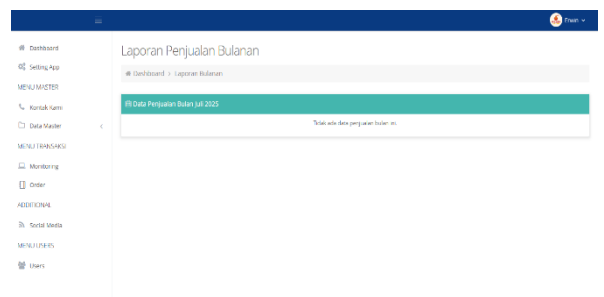 Erwin
Dashboard
Setting App
MENU MASTER
Kontak Kami
Data Master
MENU TRANSAKSI
Monitoring
Order
ADDITIONAL
Social Media
MENU USERS
Users
Laporan Penjualan Bulanan
Dashboard > Laporan Bulanan
Data Penjualan Bulan Juli 2025
Tidak ada data penjualan bulan ini.